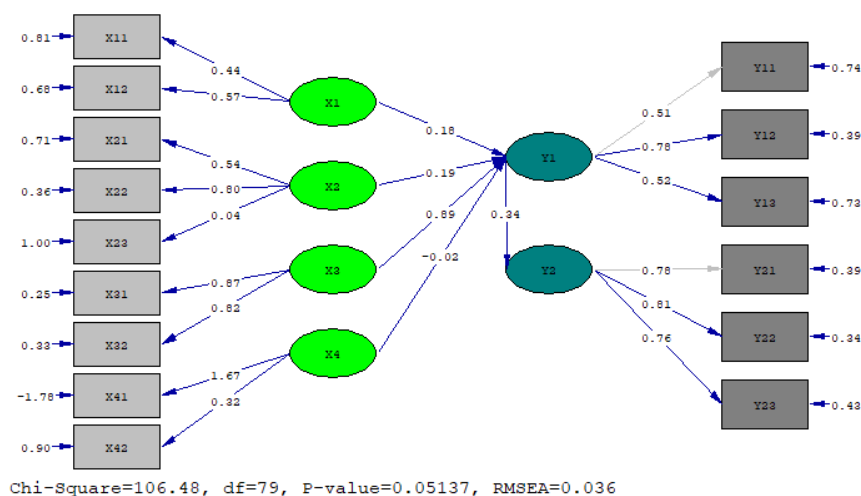 0.81 X11
0.44
0.68 X12
0.57
X1
0.71 X21
0.54
0.18
0.36 X22
0.80
X2
0.19
1.00 X23
0.04
0.25 X31
0.87
X3
0.89
0.33 X32
0.82
-0.02
-1.78 X41
1.67
X4
0.90 X42
0.32
Y1
0.34
Y2
0.51
Y11 0.74
0.78
Y12 0.39
0.52
Y13 0.73
0.78
Y21 0.39
0.81
Y22 0.34
0.76
Y23 0.43
Chi-Square=106.48, df=79, P-value=0.05137, RMSEA=0.036